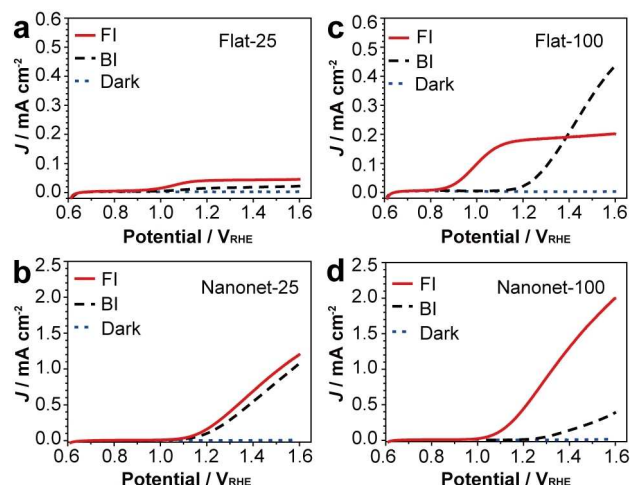 a
FI
BI
Dark
Flat-25
J / mA cm-2
0.6
0.5
0.4
0.3
0.2
0.1
0.0
0.6 0.8 1.0 1.2 1.4 1.6
Potential / VRHE
c
FI
BI
Dark
Flat-100
J / mA cm-2
0.6
0.5
0.4
0.3
0.2
0.1
0.0
0.6 0.8 1.0 1.2 1.4 1.6
Potential / VRHE
b
FI
BI
Dark
Nanonet-25
J / mA cm-2
2.5
2.0
1.5
1.0
0.5
0.0
0.6 0.8 1.0 1.2 1.4 1.6
Potential / VRHE
d
FI
BI
Dark
Nanonet-100
J / mA cm-2
2.5
2.0
1.5
1.0
0.5
0.0
0.6 0.8 1.0 1.2 1.4 1.6
Potential / VRHE